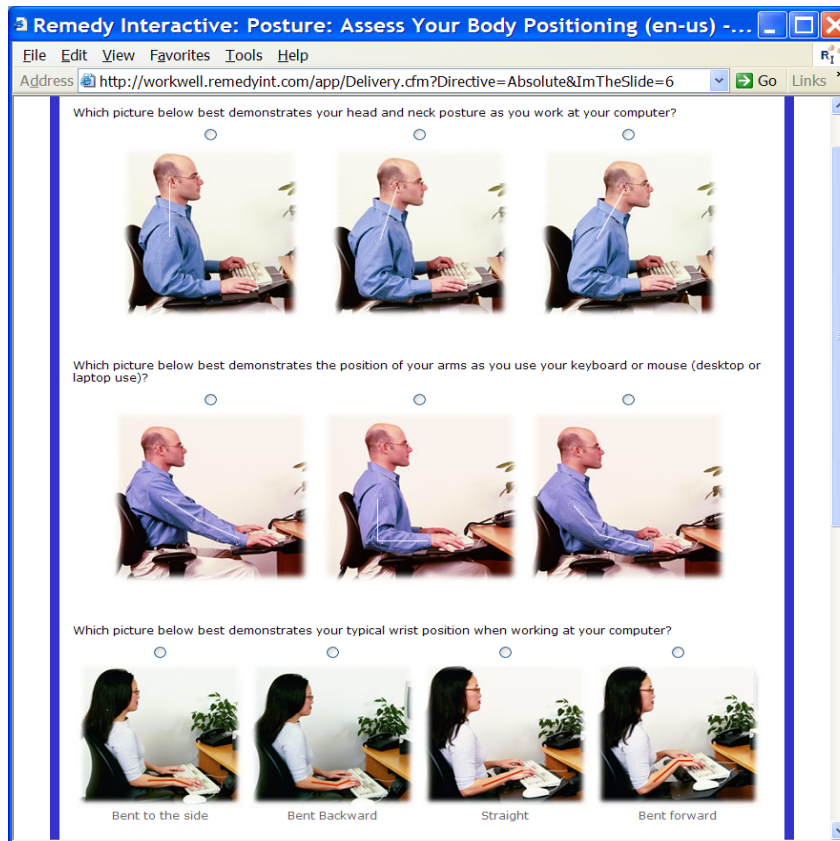 Remedy Interactive: Posture: Assess Your Body Positioning (en-us) -...
File Edit View Favorites Tools Help
Address http://workwell.remedyint.com/app/Delivery.cfm?Directive=Absolute&ImTheSlide=6 Go Links
Which picture below best demonstrates your head and neck posture as you work at your computer?
Which picture below best demonstrates the position of your arms as you use your keyboard or mouse (desktop or
laptop use)?
Which picture below best demonstrates your typical wrist position when working at your computer?
Bent to the side Bent Backward Straight Bent forward